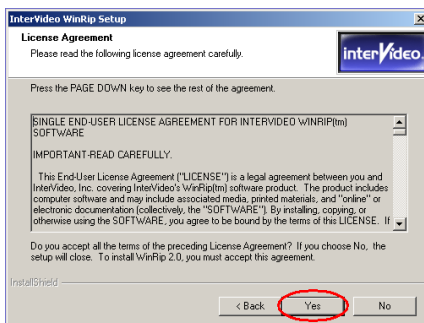 InterVideo WinRip Setup
License Agreement
Please read the following license agreement carefully.
interVideo.
Press the PAGE DOWN key to see the rest of the agreement.
SINGLE END-USER LICENSE AGREEMENT FOR INTERVIDEO WINRIP(tm)
SOFTWARE
IMPORTANT-READ CAREFULLY.
This End-User License Agreement ("LICENSE") is a legal agreement between you and
InterVideo, Inc. covering InterVideo's WinRip(tm) software product. The product includes
computer software and may include associated media, printed materials, and "online" or
electronic documentation (collectively, the "SOFTWARE"). By installing, copying, or
otherwise using the SOFTWARE, you agree to be bound by the terms of this LICENSE. If
Do you accept all the terms of the preceding License Agreement? If you choose No, the
setup will close. To install WinRip 2.0, you must accept this agreement.
InstallShield
< Back Yes No